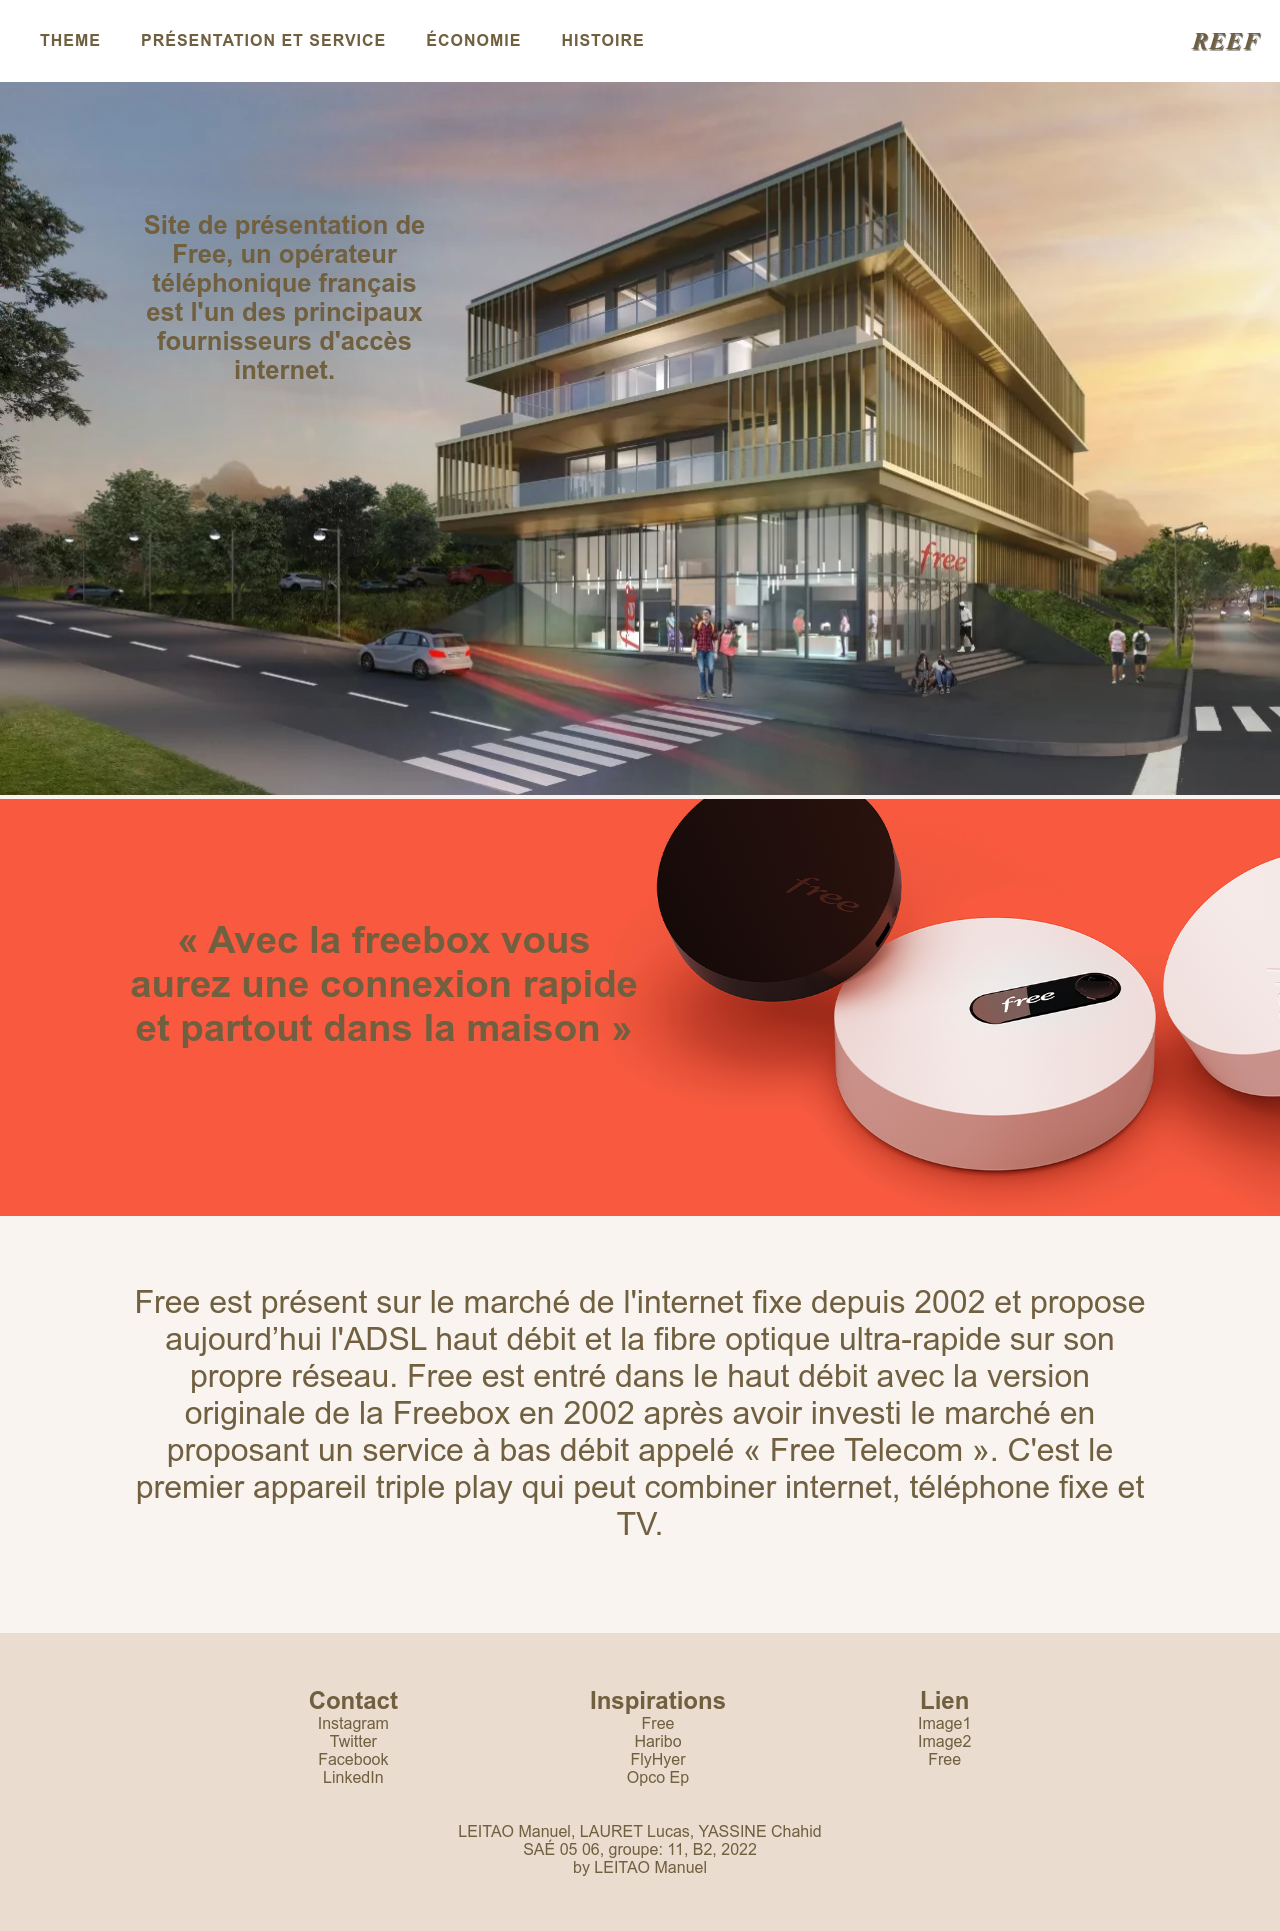 THEME PRÉSENTATION ET SERVICE ÉCONOMIE HISTOIRE REEF
Site de présentation de
Free, un opérateur
téléphonique français
est l'un des principaux
fournisseurs d'accès
internet.
free
free
free
« Avec la freebox vous
aurez une connexion rapide
et partout dans la maison »
free
Free est présent sur le marché de l'internet fixe depuis 2002 et propose
aujourd’hui l'ADSL haut débit et la fibre optique ultra-rapide sur son
propre réseau. Free est entré dans le haut débit avec la version
originale de la Freebox en 2002 après avoir investi le marché en
proposant un service à bas débit appelé « Free Telecom ». C'est le
premier appareil triple play qui peut combiner internet, téléphone fixe et
TV.
Contact
Instagram
Twitter
Facebook
LinkedIn
Inspirations
Free
Haribo
FlyHyer
Opco Ep
Lien
Image1
Image2
Free
LEITAO Manuel, LAURET Lucas, YASSINE Chahid
SAÉ 05 06, groupe: 11, B2, 2022
by LEITAO Manuel